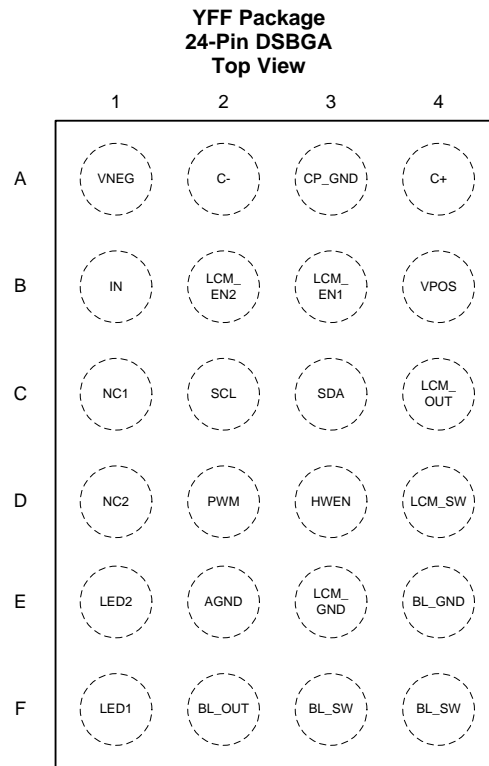 YFF Package
24-Pin DSBGA
Top View
1 2 3 4
A VNEG C- CP_GND C+
B IN LCM_ LCM_ VPOS
EN2 EN1
C NC1 SCL SDA LCM_
OUT
D NC2 PWM HWEN LCM_SW
E LED2 AGND LCM_ BL_GND
GND
F LED1 BL_OUT BL_SW BL_SW